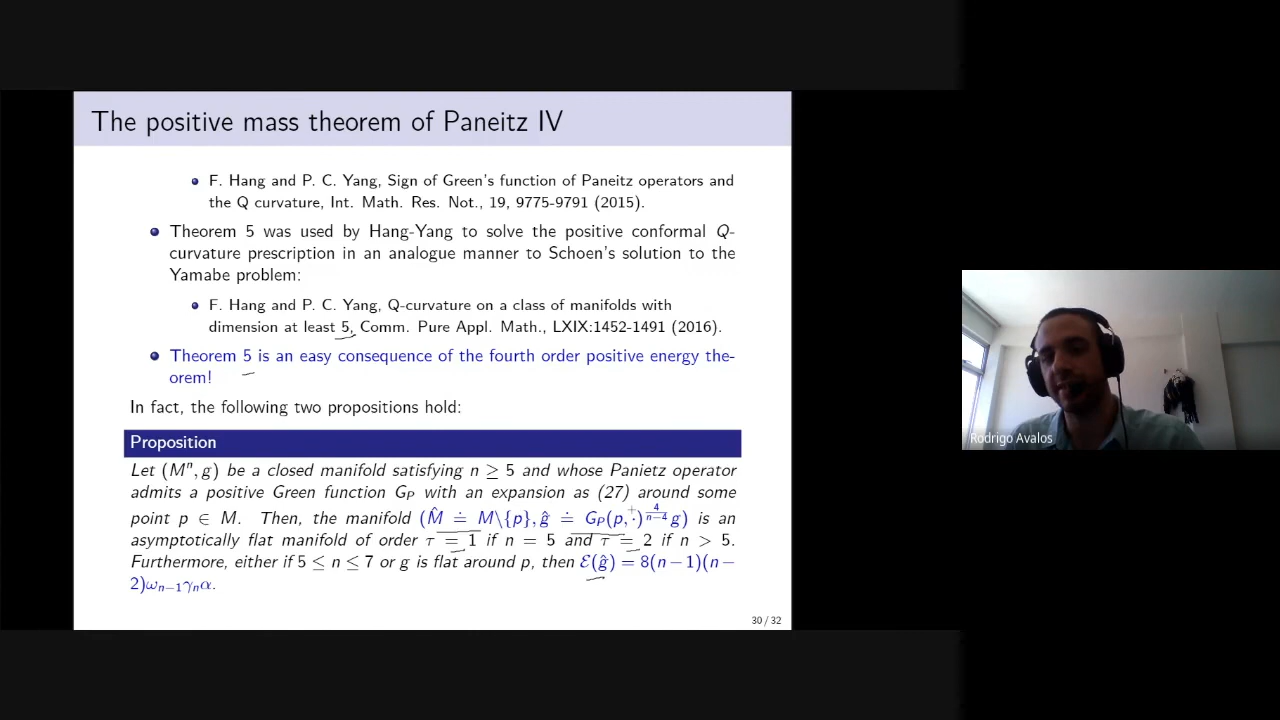 The positive mass theorem of Paneitz IV
F. Hang and P. C. Yang, Sign of Green's function of Paneitz operators and
the Q curvature, Int. Math. Res. Not., 19, 9775-9791 (2015).
Theorem 5 was used by Hang-Yang to solve the positive conformal Q-
curvature prescription in an analogue manner to Schoen's solution to the
Yamabe problem:
F. Hang and P. C. Yang, Q-curvature on a class of manifolds with
dimension at least 5, Comm. Pure Appl. Math., LXIX:1452-1491 (2016).
Theorem 5 is an easy consequence of the fourth order positive energy the-
orem!
In fact, the following two propositions hold:
Proposition
Let (Mⁿ, g) be a closed manifold satisfying n ≥ 5 and whose Panietz operator
admits a positive Green function G_P with an expansion as (27) around some
point p ∈ M. Then, the manifold (M̂ ≐ M\{p}, ĝ ≐ G_P(p, ·)^{4/(n−4)} g) is an
asymptotically flat manifold of order τ = 1 if n = 5 and τ = 2 if n > 5.
Furthermore, either if 5 ≤ n ≤ 7 or g is flat around p, then ℰ(ĝ) = 8(n−1)(n−
2)ω_{n−1}γ_nα.
30 / 32
Rodrigo Avalos